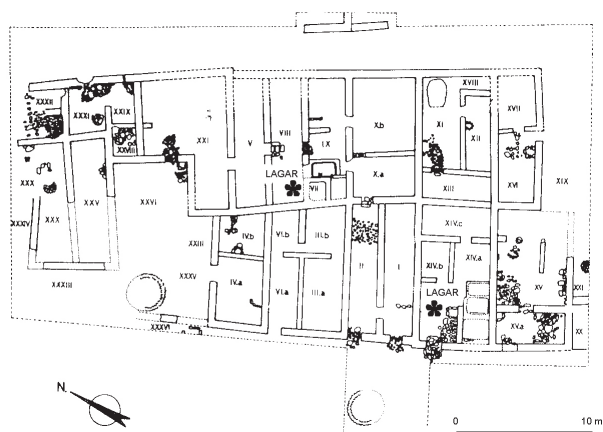 XVIII
XXXII
XXXI
XXIX
XVII
X.b
XI
XII
XXI
V
VIII
IX
XXVIII
LAGAR
X.a
VII
XIII
XVI
XIX
XXX
XXX
XXV
XXVI
XXXIV
XXIII
IV.b
VI.b
III.b
XIV.c
II
I
XIV.b
XIV.a
XXXIII
XXXV
IV.a
VI.a
III.a
LAGAR
XV
XXI
XXXVI
XV.a
XX
N.
0 10 m